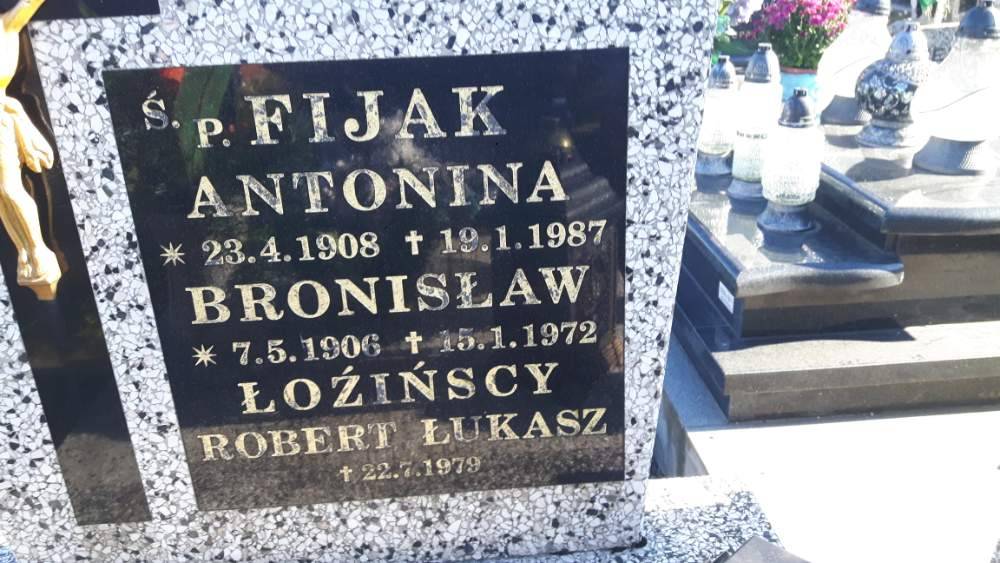 Ś.P. FIJAK
ANTONINA
* 23.4.1908 † 19.1.1987
BRONISŁAW
* 7.5.1906 † 15.1.1972
ŁOŹIŃSCY
ROBERT ŁUKASZ
† 22.7.1979